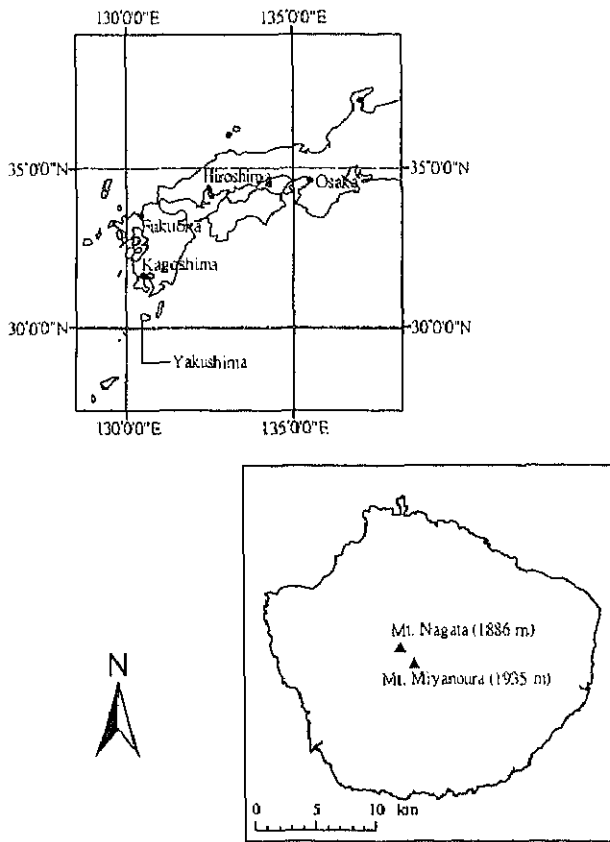 130°0'0"E 135°0'0"E
35°0'0"N 35°0'0"N
Hiroshima
Osaka
Fukuoka
Kagoshima
30°0'0"N 30°0'0"N
Yakushima
130°0'0"E 135°0'0"E
Mt. Nagata (1886 m)
Mt. Miyanoura (1935 m)
N
0 5 10 km